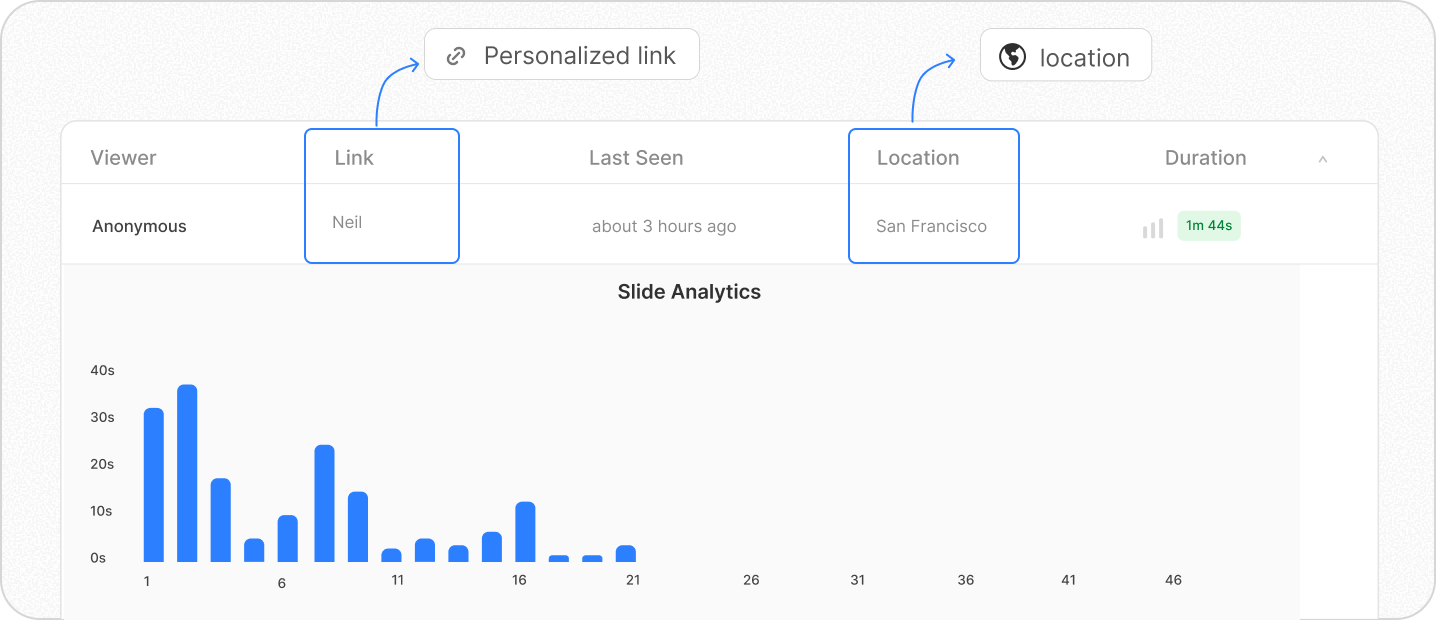 Personalized link
location
Viewer Link Last Seen Location Duration
Anonymous Neil about 3 hours ago San Francisco 1m 44s
Slide Analytics
40s
30s
20s
10s
0s
1 6 11 16 21 26 31 36 41 46